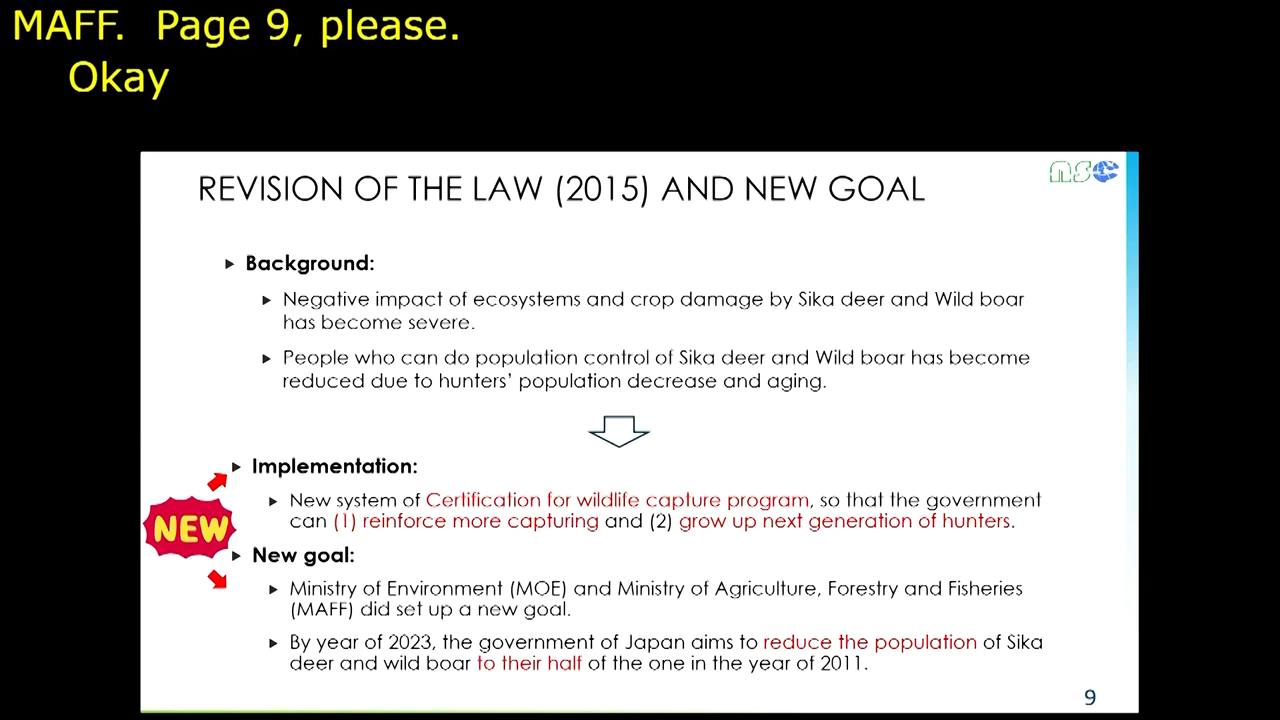 MAFF.  Page 9, please.
Okay
nsc
REVISION OF THE LAW (2015) AND NEW GOAL
Background:
Negative impact of ecosystems and crop damage by Sika deer and Wild boar
has become severe.
People who can do population control of Sika deer and Wild boar has become
reduced due to hunters' population decrease and aging.
Implementation:
New system of Certification for wildlife capture program, so that the government
can (1) reinforce more capturing and (2) grow up next generation of hunters.
NEW
New goal:
Ministry of Environment (MOE) and Ministry of Agriculture, Forestry and Fisheries
(MAFF) did set up a new goal.
By year of 2023, the government of Japan aims to reduce the population of Sika
deer and wild boar to their half of the one in the year of 2011.
9